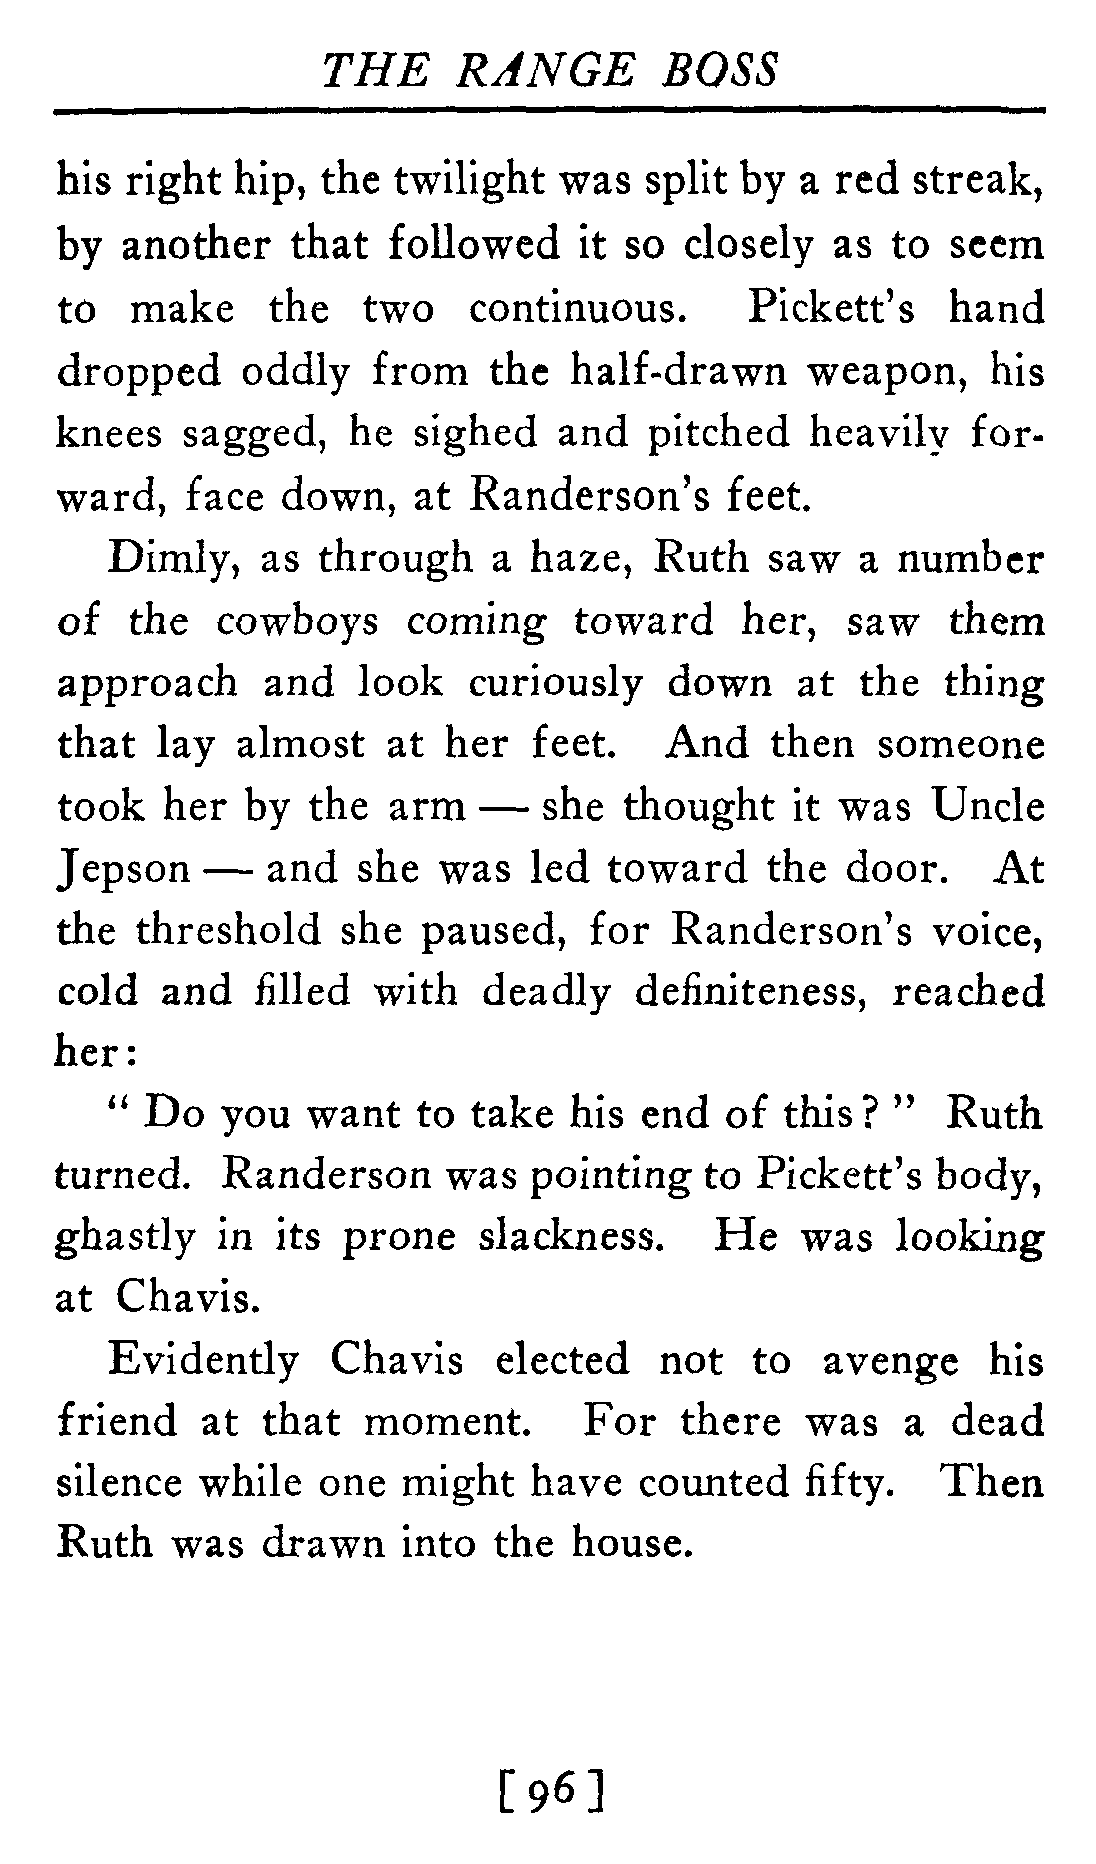 THE RANGE BOSS
his right hip, the twilight was split by a red streak,
by another that followed it so closely as to seem
to make the two continuous. Pickett's hand
dropped oddly from the half-drawn weapon, his
knees sagged, he sighed and pitched heavily for-
ward, face down, at Randerson's feet.
Dimly, as through a haze, Ruth saw a number
of the cowboys coming toward her, saw them
approach and look curiously down at the thing
that lay almost at her feet. And then someone
took her by the arm — she thought it was Uncle
Jepson — and she was led toward the door. At
the threshold she paused, for Randerson's voice,
cold and filled with deadly definiteness, reached
her:
" Do you want to take his end of this? " Ruth
turned. Randerson was pointing to Pickett's body,
ghastly in its prone slackness. He was looking
at Chavis.
Evidently Chavis elected not to avenge his
friend at that moment. For there was a dead
silence while one might have counted fifty. Then
Ruth was drawn into the house.
[ 96 ]